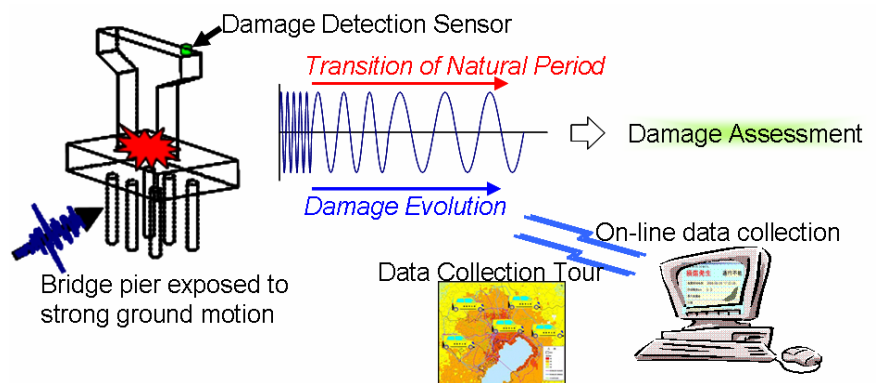 Damage Detection Sensor
Transition of Natural Period
Damage Assessment
Damage Evolution
On-line data collection
Data Collection Tour
Bridge pier exposed to
strong ground motion